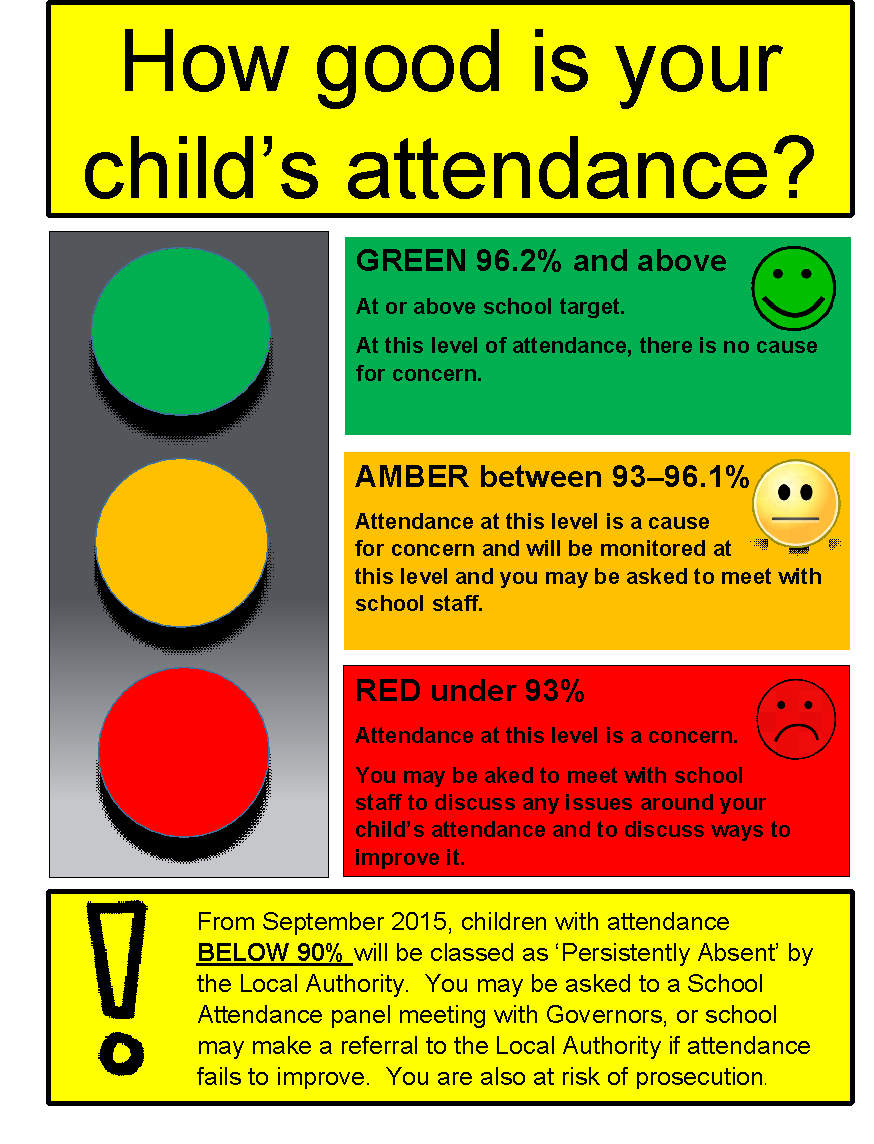 How good is your
child’s attendance?
GREEN 96.2% and above
At or above school target.
At this level of attendance, there is no cause
for concern.
AMBER between 93–96.1%
Attendance at this level is a cause
for concern and will be monitored at
this level and you may be asked to meet with
school staff.
RED under 93%
Attendance at this level is a concern.
You may be aked to meet with school
staff to discuss any issues around your
child’s attendance and to discuss ways to
improve it.
!
From September 2015, children with attendance
BELOW 90% will be classed as ‘Persistently Absent’ by
the Local Authority.  You may be asked to a School
Attendance panel meeting with Governors, or school
may make a referral to the Local Authority if attendance
fails to improve.  You are also at risk of prosecution.